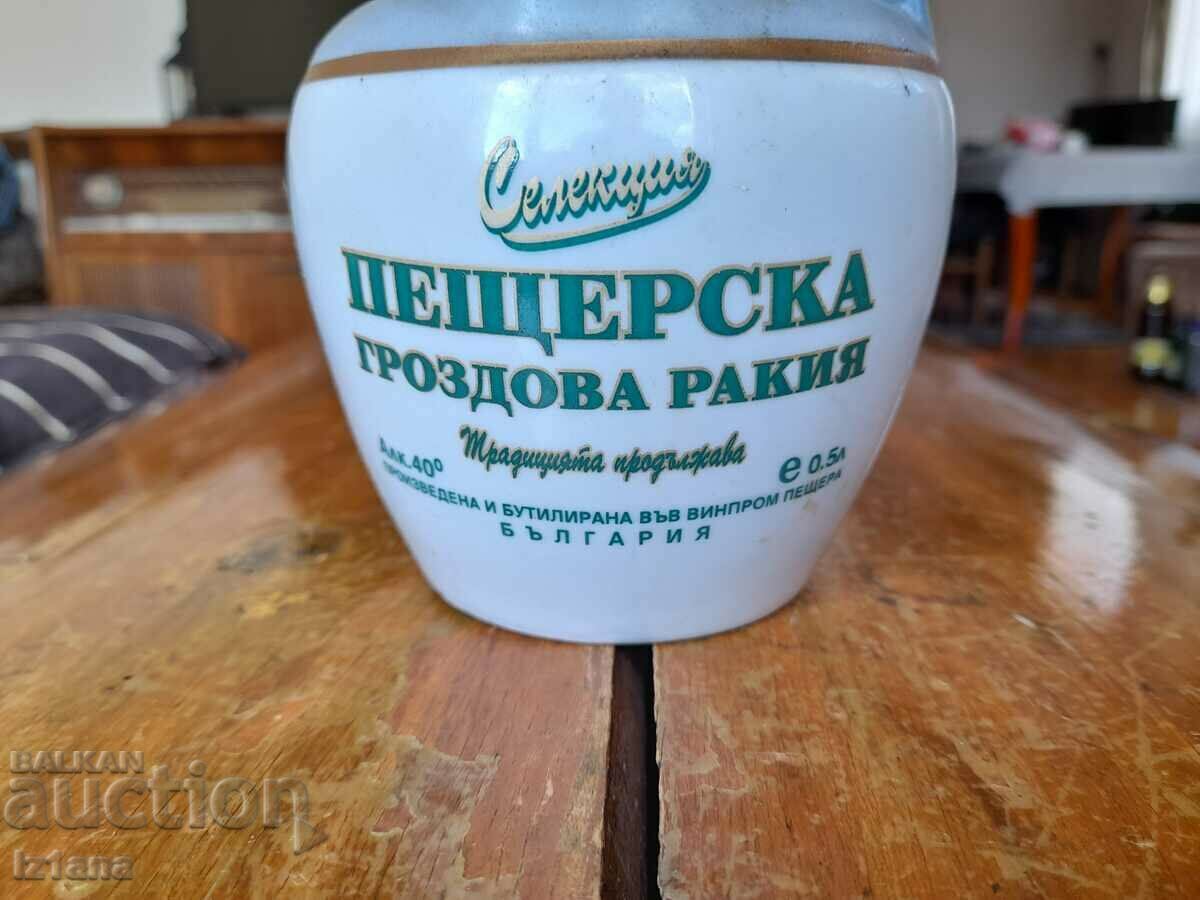 Селекция
ПЕЩЕРСКА
ГРОЗДОВА РАКИЯ
Традицията продължава
Алк.40° e 0.5л
ПРОИЗВЕДЕНА И БУТИЛИРАНА ВЪВ ВИНПРОМ ПЕЩЕРА
БЪЛГАРИЯ
BALKAN
auction
iz1ana